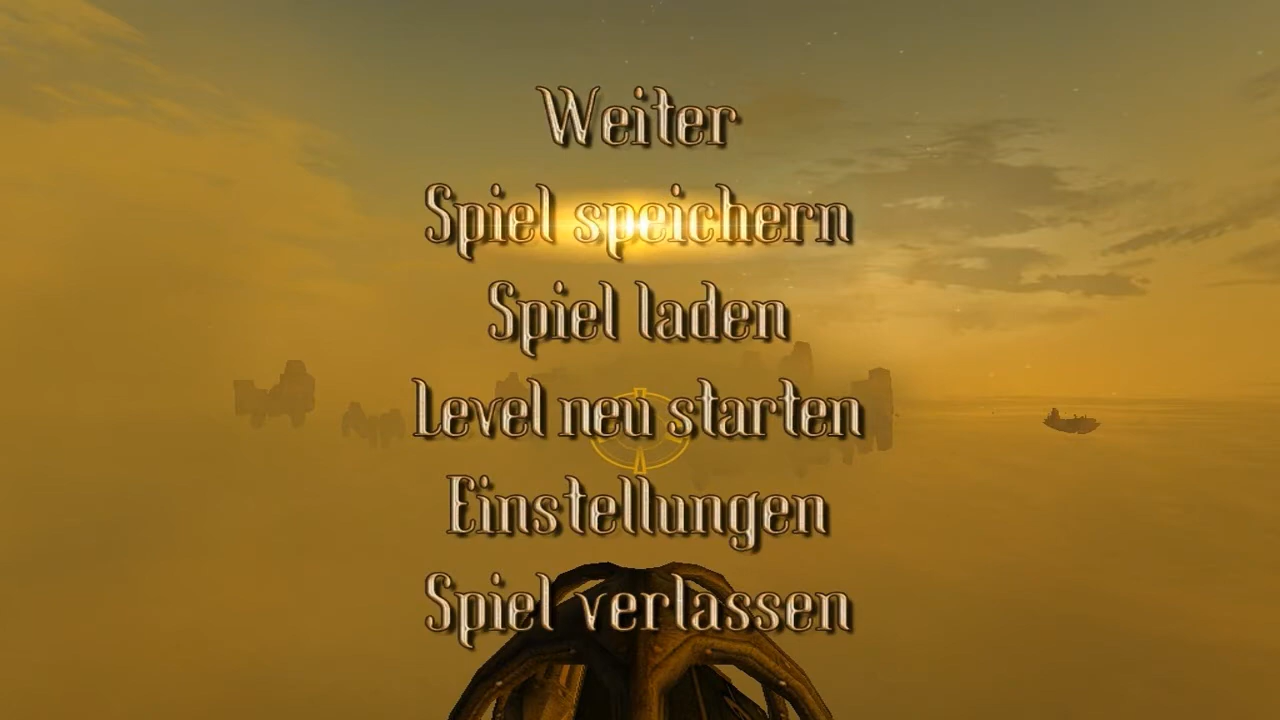 Weiter
Spiel speichern
Spiel laden
Level neu starten
Einstellungen
Spiel verlassen